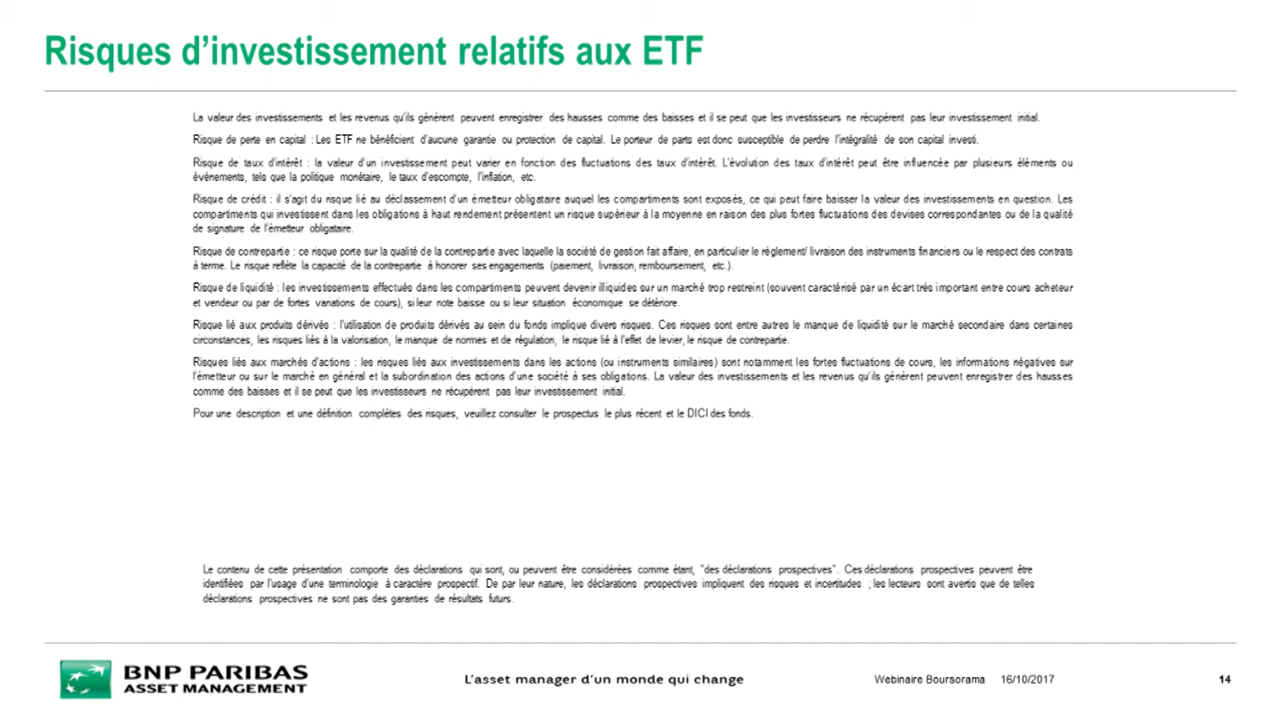 Risques d'investissement relatifs aux ETF
La valeur des investissements et les revenus qu'ils génèrent peuvent enregistrer des hausses comme des baisses et il se peut que les investisseurs ne récupèrent pas leur investissement initial.
Risque de perte en capital : Les ETF ne bénéficient d'aucune garantie ou protection de capital. Le porteur de parts est donc susceptible de perdre l'intégralité de son capital investi.
Risque de taux d'intérêt : la valeur d'un investissement peut varier en fonction des fluctuations des taux d'intérêt. L'évolution des taux d'intérêt peut être influencée par plusieurs éléments ou
évènements, tels que la politique monétaire, le taux d'escompte, l'inflation, etc.
Risque de crédit : il s'agit du risque lié au déclassement d'un émetteur obligataire auquel les compartiments sont exposés, ce qui peut faire baisser la valeur des investissements en question. Les
compartiments qui investissent dans les obligations à haut rendement présentent un risque supérieur à la moyenne en raison des plus fortes fluctuations des devises correspondantes ou de la qualité
de signature de l'émetteur obligataire.
Risque de contrepartie : ce risque porte sur la qualité de la contrepartie avec laquelle la société de gestion fait affaire, en particulier le règlement/ livraison des instruments financiers ou le respect des contrats
à terme. Le risque reflète la capacité de la contrepartie à honorer ses engagements (paiement, livraison, remboursement, etc.).
Risque de liquidité : les investissements effectués dans les compartiments peuvent devenir illiquides sur un marché trop restreint (souvent caractérisé par un écart très important entre cours acheteur
et vendeur ou par de fortes variations de cours), si leur note baisse ou si leur situation économique se détériore.
Risque lié aux produits dérivés : l'utilisation de produits dérivés au sein du fonds implique divers risques. Ces risques sont entre autres le manque de liquidité sur le marché secondaire dans certaines
circonstances, les risques liés à la valorisation, le manque de normes et de régulation, le risque lié à l'effet de levier, le risque de contrepartie.
Risques liés aux marchés d'actions : les risques liés aux investissements dans les actions (ou instruments similaires) sont notamment les fortes fluctuations de cours, les informations négatives sur
l'émetteur ou sur le marché en général et la subordination des actions d'une société à ses obligations. La valeur des investissements et les revenus qu'ils génèrent peuvent enregistrer des hausses
comme des baisses et il se peut que les investisseurs ne récupèrent pas leur investissement initial.
Pour une description et une définition complètes des risques, veuillez consulter le prospectus le plus récent et le DICI des fonds.
Le contenu de cette présentation comporte des déclarations qui sont, ou peuvent être considérées comme étant, "des déclarations prospectives". Ces déclarations prospectives peuvent être
identifiées par l'usage d'une terminologie à caractère prospectif. De par leur nature, les déclarations prospectives impliquent des risques et incertitudes ; les lecteurs sont avertis que de telles
déclarations prospectives ne sont pas des garanties de résultats futurs.
BNP PARIBAS
ASSET MANAGEMENT
L'asset manager d'un monde qui change
Webinaire Boursorama 16/10/2017
14